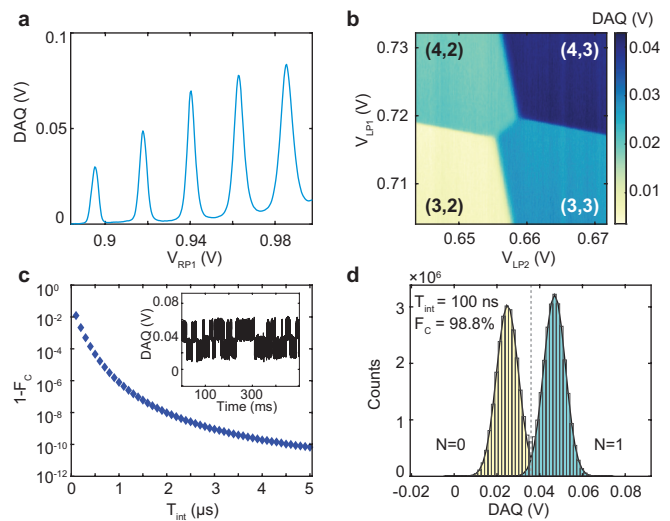 a
0.1
0.05
0
DAQ (V)
0.9
0.94
0.98
V_RP1 (V)
b
DAQ (V)
0.73
0.72
0.71
V_LP1 (V)
(4,2)
(4,3)
(3,2)
(3,3)
0.65
0.66
0.67
V_LP2 (V)
0.04
0.03
0.02
0.01
c
10^0
10^-2
10^-4
10^-6
10^-8
10^-10
10^-12
1-F_C
0
1
2
3
4
5
T_int (μs)
0.08
0.04
0
DAQ (V)
100
300
Time (ms)
d
×10^6
T_int = 100 ns
F_C = 98.8%
3
2
1
0
Counts
N=0
N=1
-0.02
0
0.02
0.04
0.06
0.08
DAQ (V)